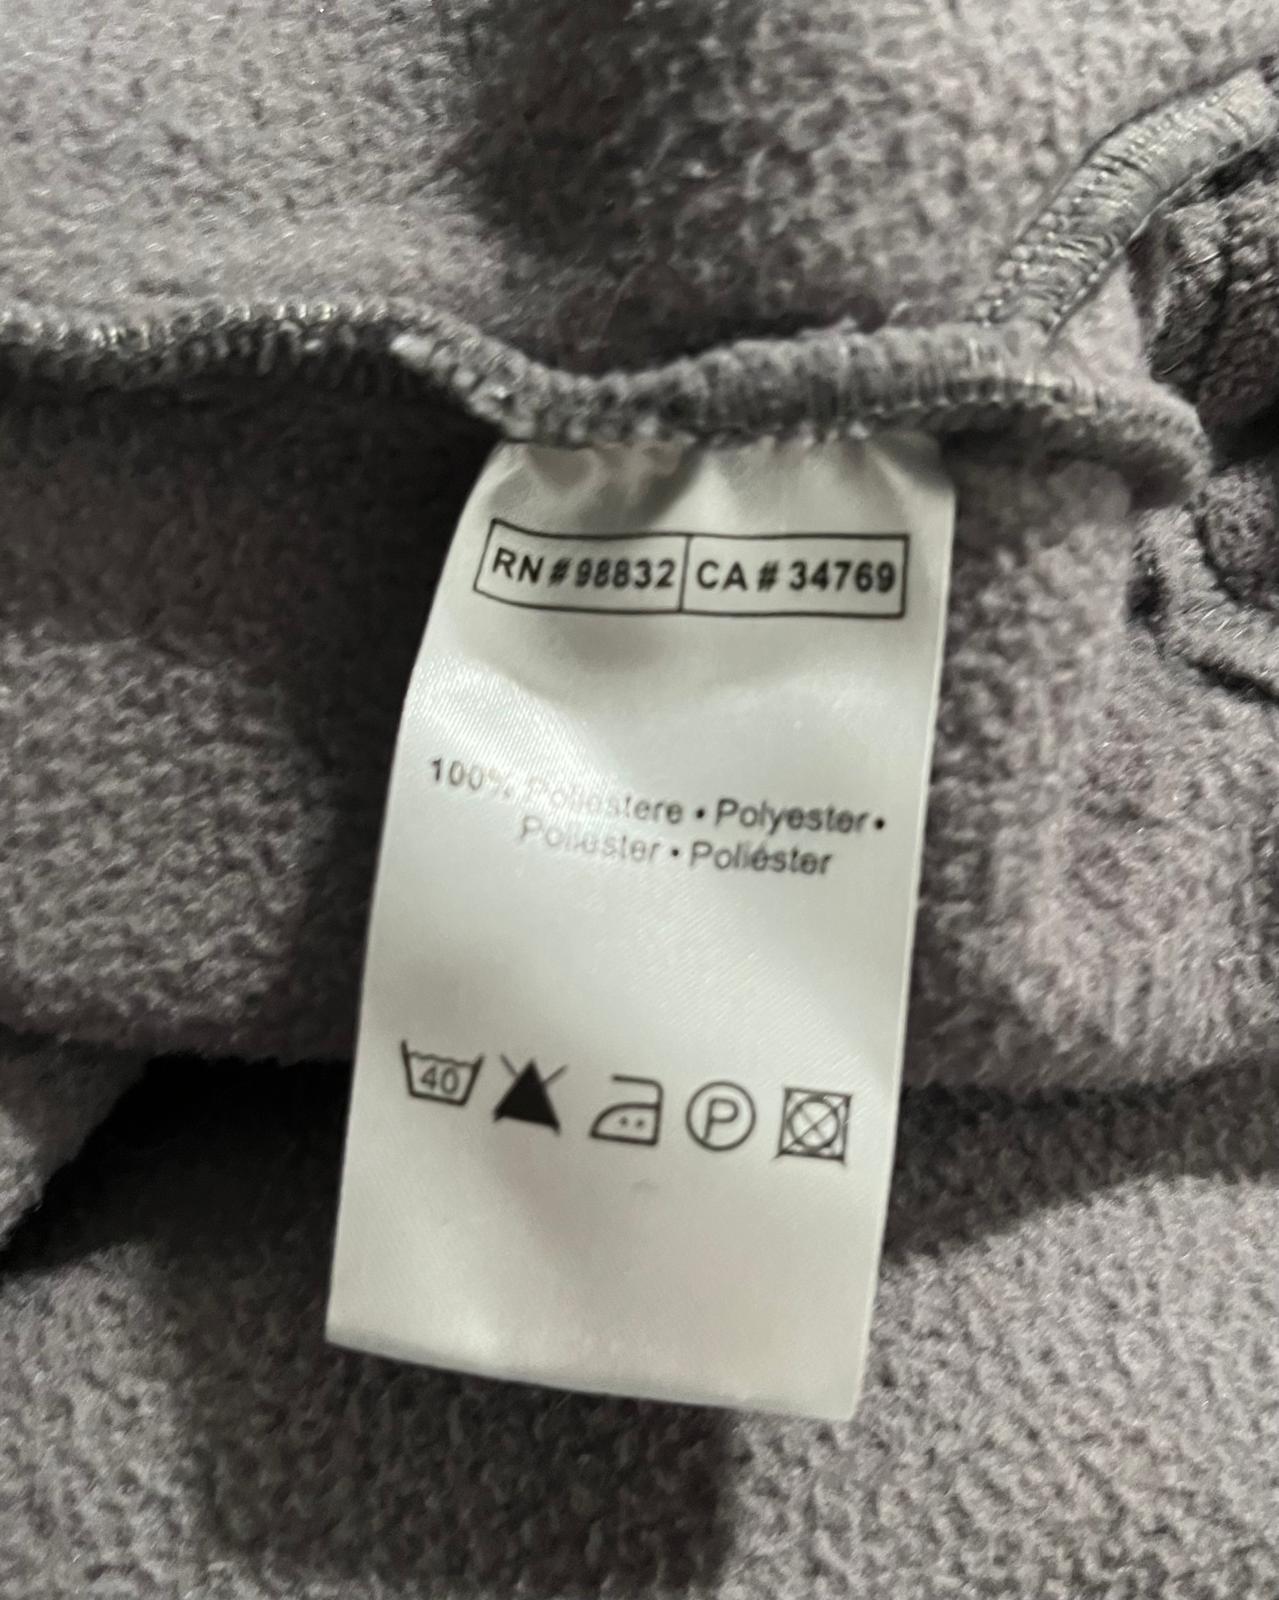 RN # 98832 CA # 34769
100% Poliestere • Polyester •
Poliester • Poliéster
40
P